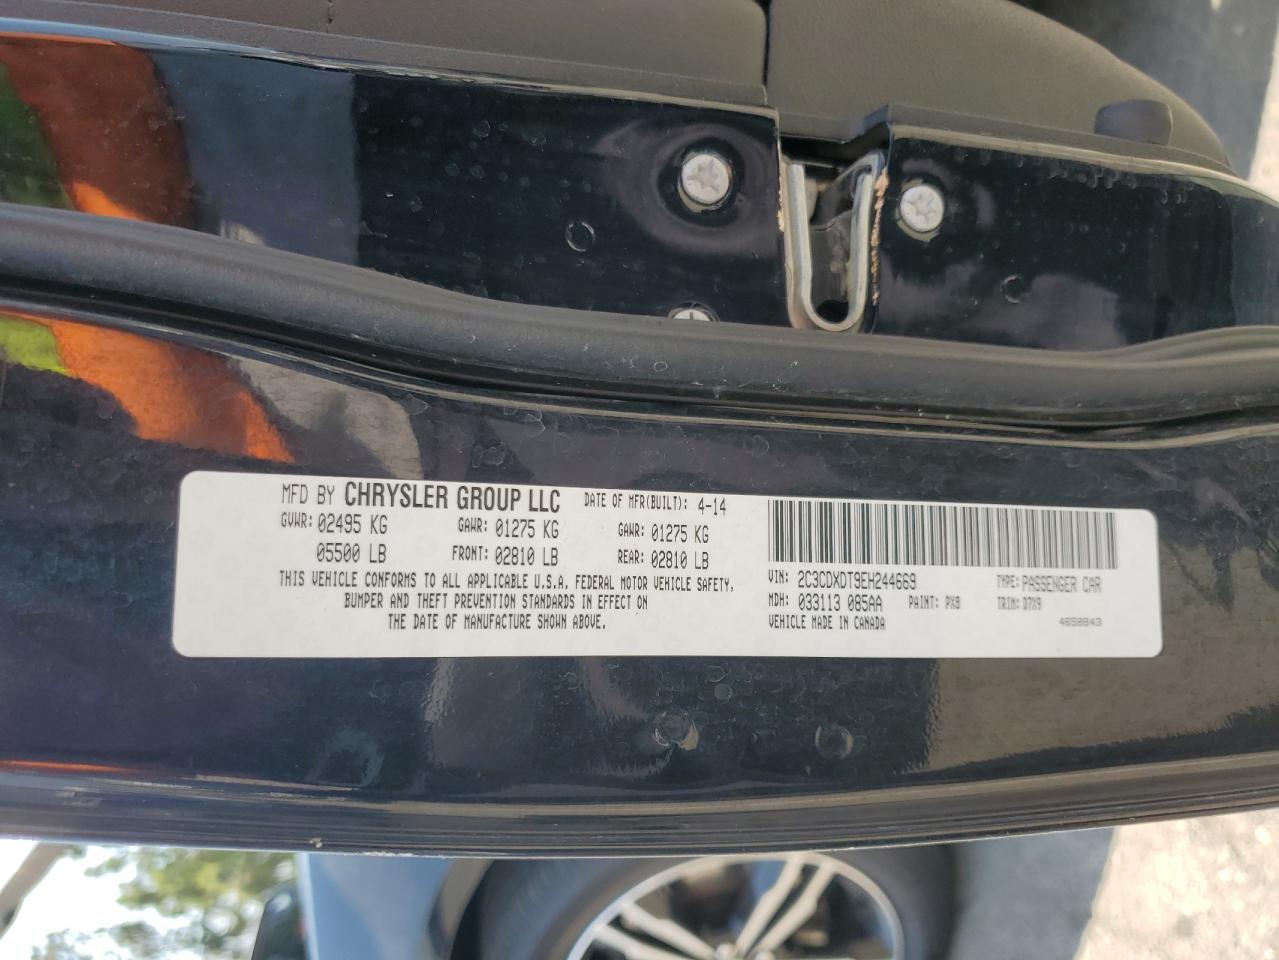 MFD BY CHRYSLER GROUP LLC DATE OF MFR(BUILT): 4-14
GVWR: 02495 KG GAWR: 01275 KG GAWR: 01275 KG
05500 LB FRONT: 02810 LB REAR: 02810 LB
THIS VEHICLE CONFORMS TO ALL APPLICABLE U.S.A. FEDERAL MOTOR VEHICLE SAFETY,
BUMPER AND THEFT PREVENTION STANDARDS IN EFFECT ON
THE DATE OF MANUFACTURE SHOWN ABOVE.
VIN: 2C3CDXDT9EH244669 TYPE: PASSENGER CAR
MDH: 033113 085AA PAINT: PX8 TRIM: D7X9
VEHICLE MADE IN CANADA 46S8843